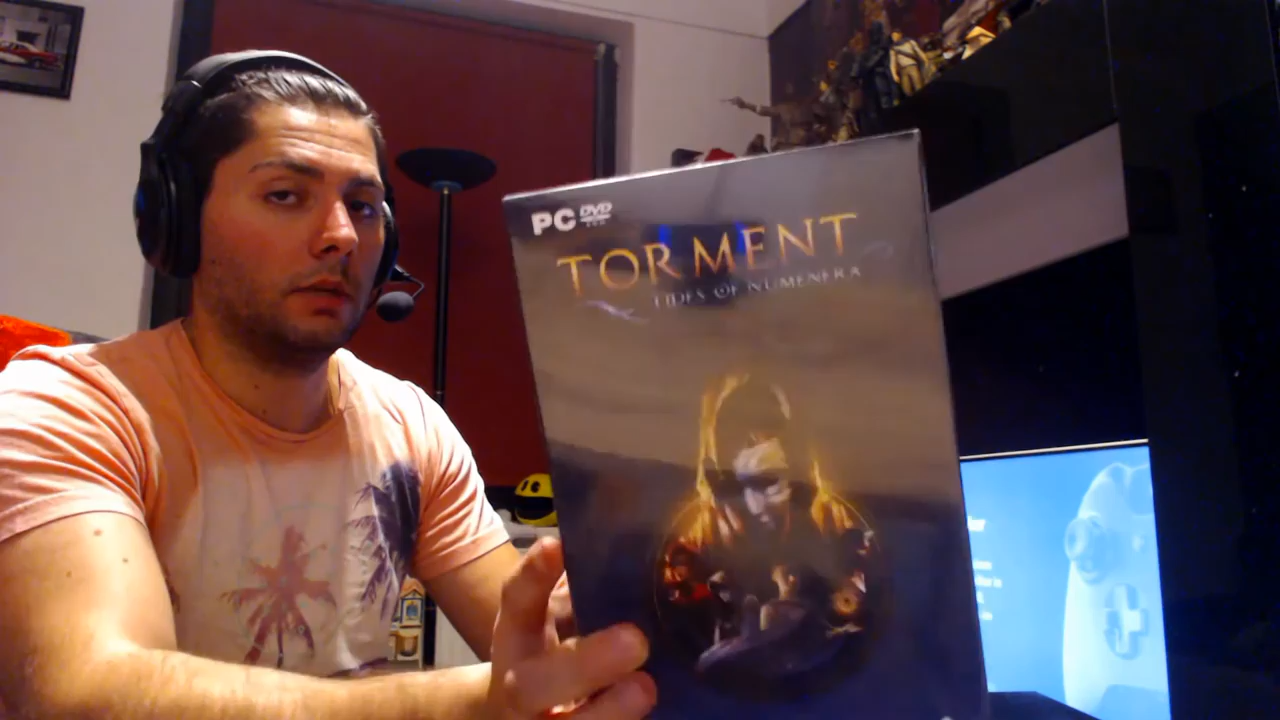 PC DVD
TORMENT
TIDES OF NUMENERA